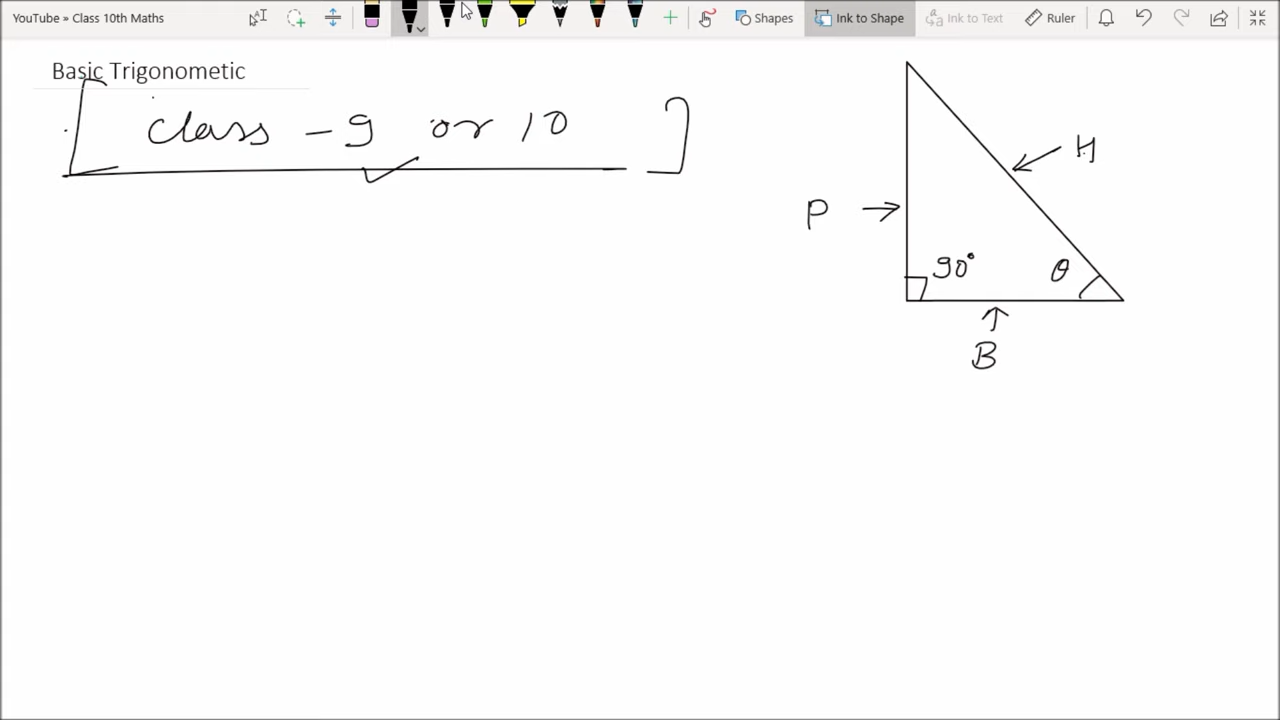 YouTube » Class 10th Maths
Shapes
Ink to Shape
Ink to Text
Ruler
Basic Trigonometic
[ class - 9 or 10 ]
H
P
90°
θ
B